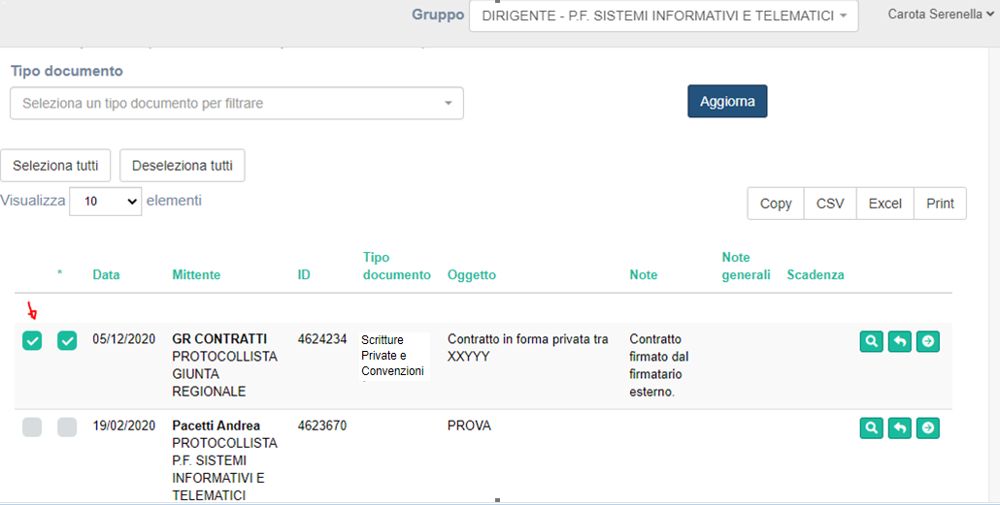 Gruppo DIRIGENTE - P.F. SISTEMI INFORMATIVI E TELEMATICI Carota Serenella
Tipo documento
Seleziona un tipo documento per filtrare
Aggiorna
Seleziona tutti Deseleziona tutti
Visualizza 10 elementi
Copy CSV Excel Print
* Data Mittente ID Tipo documento Oggetto Note Note generali Scadenza
05/12/2020 GR CONTRATTI 4624234 Scritture Contratto in forma privata tra Contratto
PROTOCOLLISTA Private e XXYYY firmato dal
GIUNTA Convenzioni firmatario
REGIONALE esterno.
19/02/2020 Pacetti Andrea 4623670 PROVA
PROTOCOLLISTA
P.F. SISTEMI
INFORMATIVI E
TELEMATICI